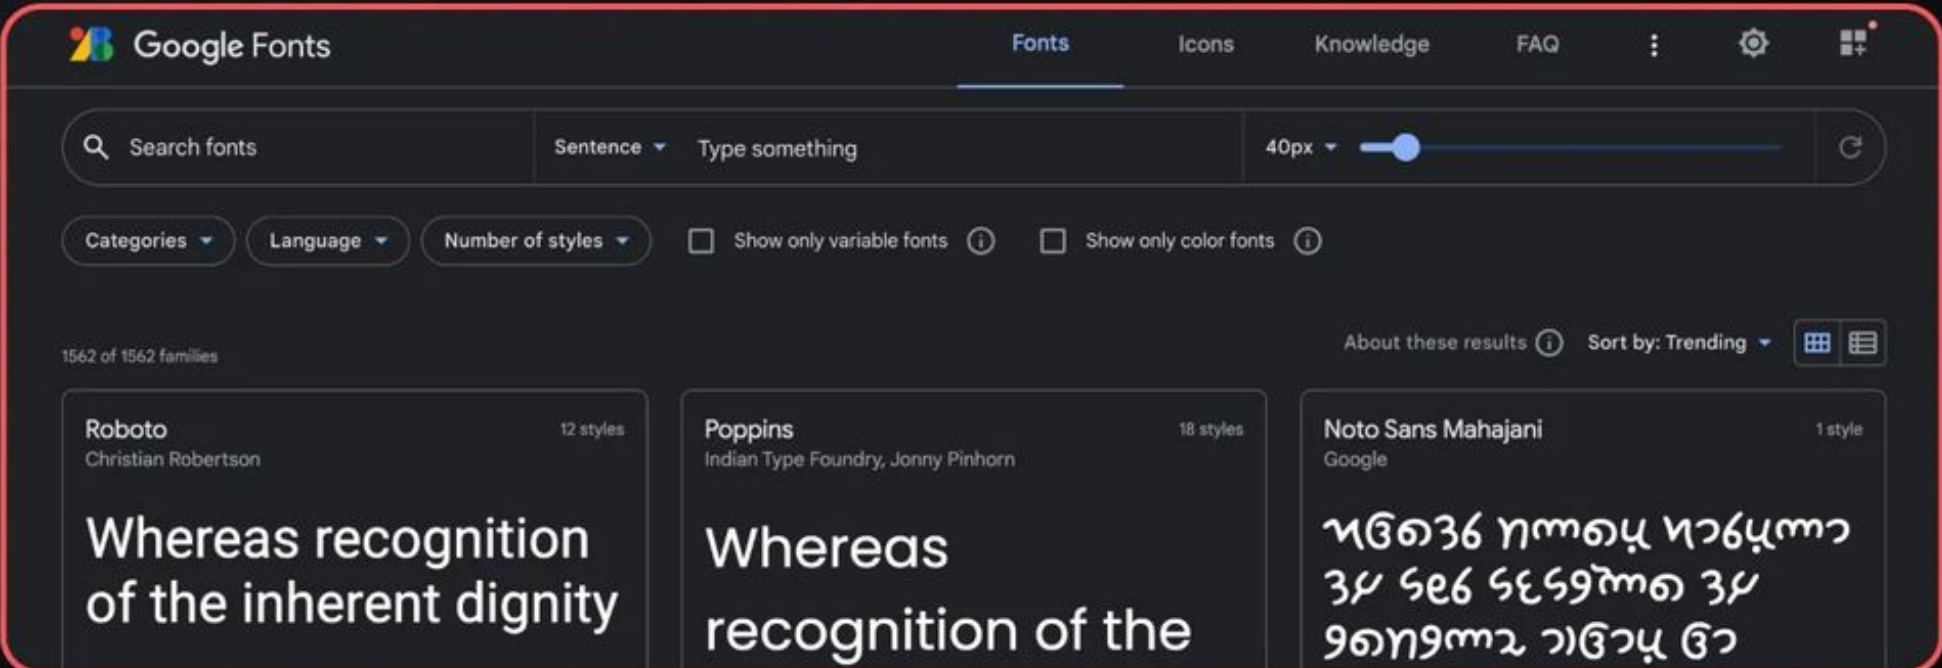 Google Fonts
Fonts Icons Knowledge FAQ
Search fonts Sentence Type something 40px
Categories Language Number of styles Show only variable fonts Show only color fonts
About these results Sort by: Trending
1562 of 1562 families
Roboto 12 styles
Christian Robertson
Whereas recognition
of the inherent dignity
Poppins 18 styles
Indian Type Foundry, Jonny Pinhorn
Whereas
recognition of the
Noto Sans Mahajani 1 style
Google